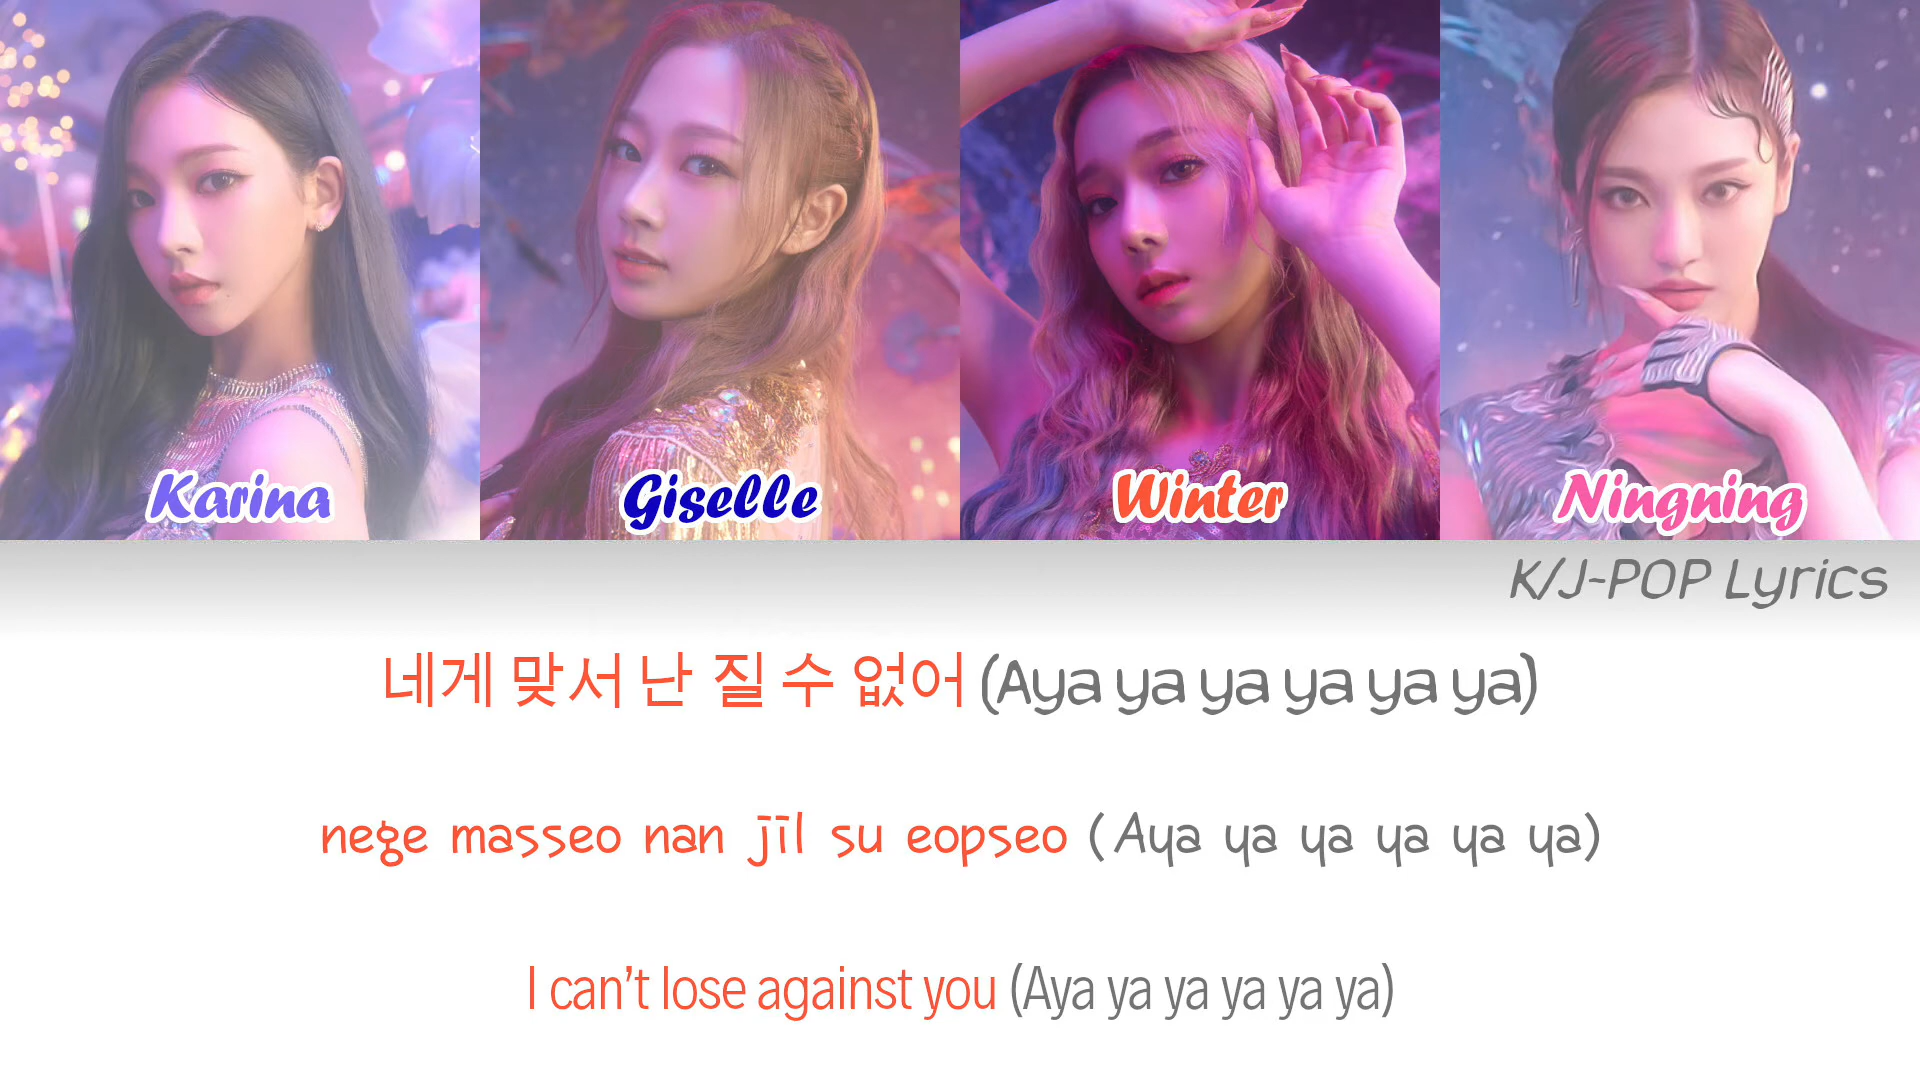 Karina
Giselle
Winter
Ningning
K/J-POP Lyrics
네게 맞서 난 질 수 없어 (Aya ya ya ya ya ya)
nege masseo nan jil su eopseo (Aya ya ya ya ya ya)
I can't lose against you (Aya ya ya ya ya ya)